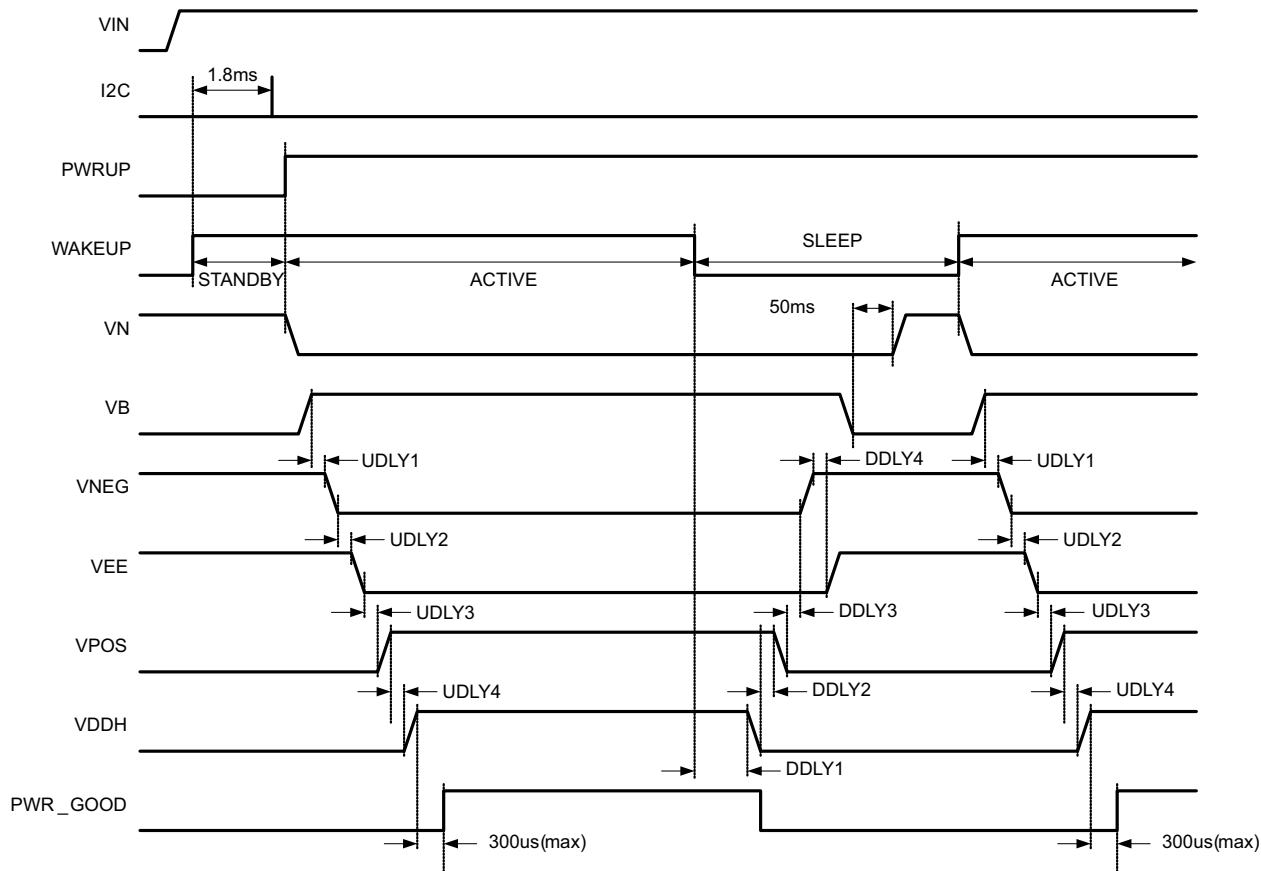 VIN
1.8ms
I2C
PWRUP
WAKEUP
SLEEP
STANDBY
ACTIVE
ACTIVE
50ms
VN
VB
UDLY1
DDLY4
UDLY1
VNEG
UDLY2
UDLY2
VEE
UDLY3
DDLY3
UDLY3
VPOS
UDLY4
DDLY2
UDLY4
VDDH
DDLY1
PWR_GOOD
300us(max)
300us(max)